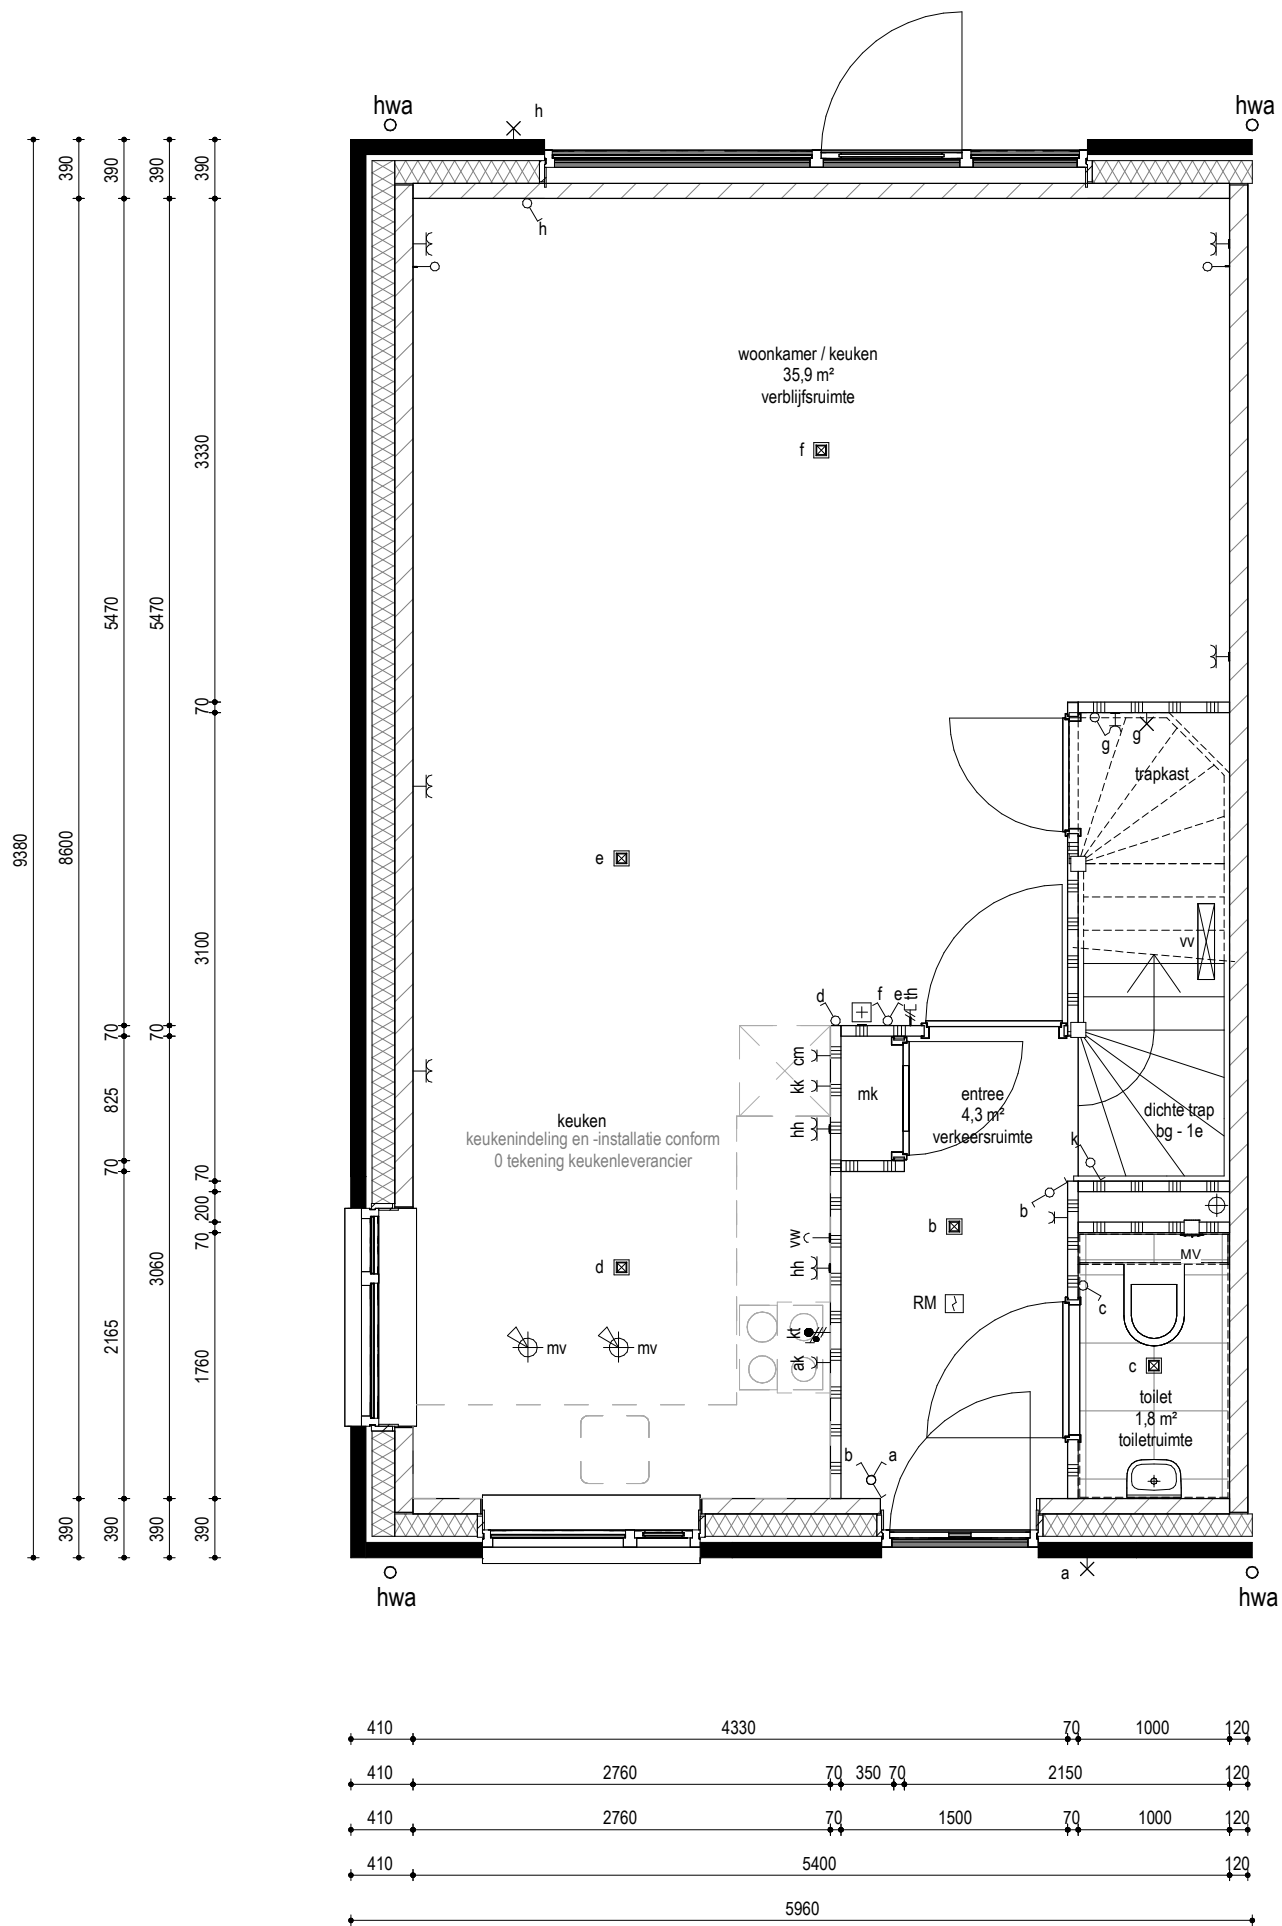 hwa
h
hwa
h
woonkamer / keuken
35,9 m²
verblijfsruimte
f
g
g
trapkast
e
vv
d
f
e
th
cm
kk
hh
mk
entree
4,3 m²
verkeersruimte
dichte trap
bg - 1e
k
keuken
keukenindeling en -installatie conform
0 tekening keukenleverancier
b
b
vw
hh
d
MV
RM
c
mv
mv
kt
ak
c
toilet
1,8 m²
toiletruimte
b
a
a
hwa
hwa
9380
390
8600
390
390
5470
70
825
70
2165
390
390
5470
70
3060
390
390
3330
70
3100
70
200
70
1760
390
410 4330 70 1000 120
410 2760 70 350 70 2150 120
410 2760 70 1500 70 1000 120
410 5400 120
5960